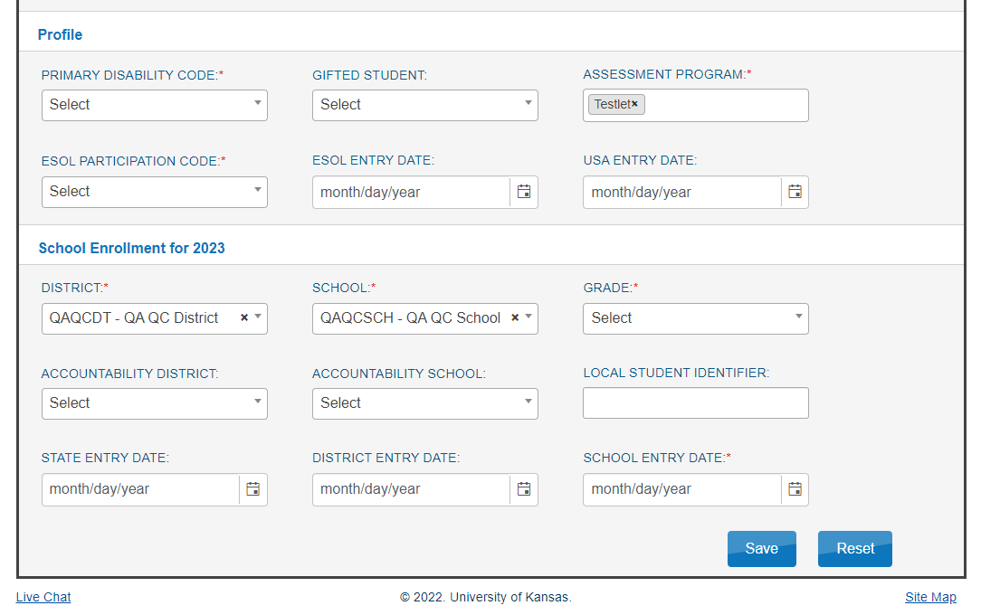 Profile
PRIMARY DISABILITY CODE:* GIFTED STUDENT: ASSESSMENT PROGRAM:*
Select Select Testlet×
ESOL PARTICIPATION CODE:* ESOL ENTRY DATE: USA ENTRY DATE:
Select month/day/year month/day/year
School Enrollment for 2023
DISTRICT:* SCHOOL:* GRADE:*
QAQCDT - QA QC District × QAQCSCH - QA QC School × Select
ACCOUNTABILITY DISTRICT: ACCOUNTABILITY SCHOOL: LOCAL STUDENT IDENTIFIER:
Select Select
STATE ENTRY DATE: DISTRICT ENTRY DATE: SCHOOL ENTRY DATE:*
month/day/year month/day/year month/day/year
Save Reset
Live Chat © 2022. University of Kansas. Site Map